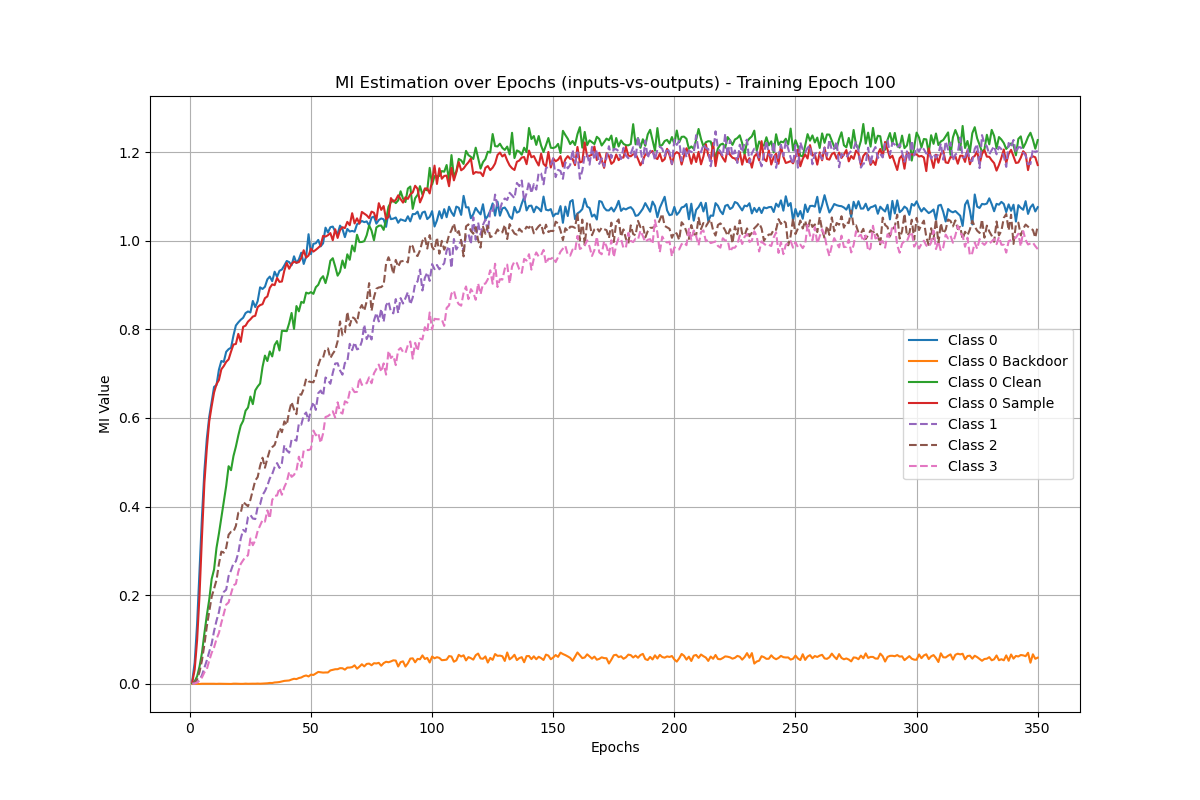 MI Estimation over Epochs (inputs-vs-outputs) - Training Epoch 100
MI Value
1.2
1.0
0.8
0.6
0.4
0.2
0.0
Class 0
Class 0 Backdoor
Class 0 Clean
Class 0 Sample
Class 1
Class 2
Class 3
0 50 100 150 200 250 300 350
Epochs